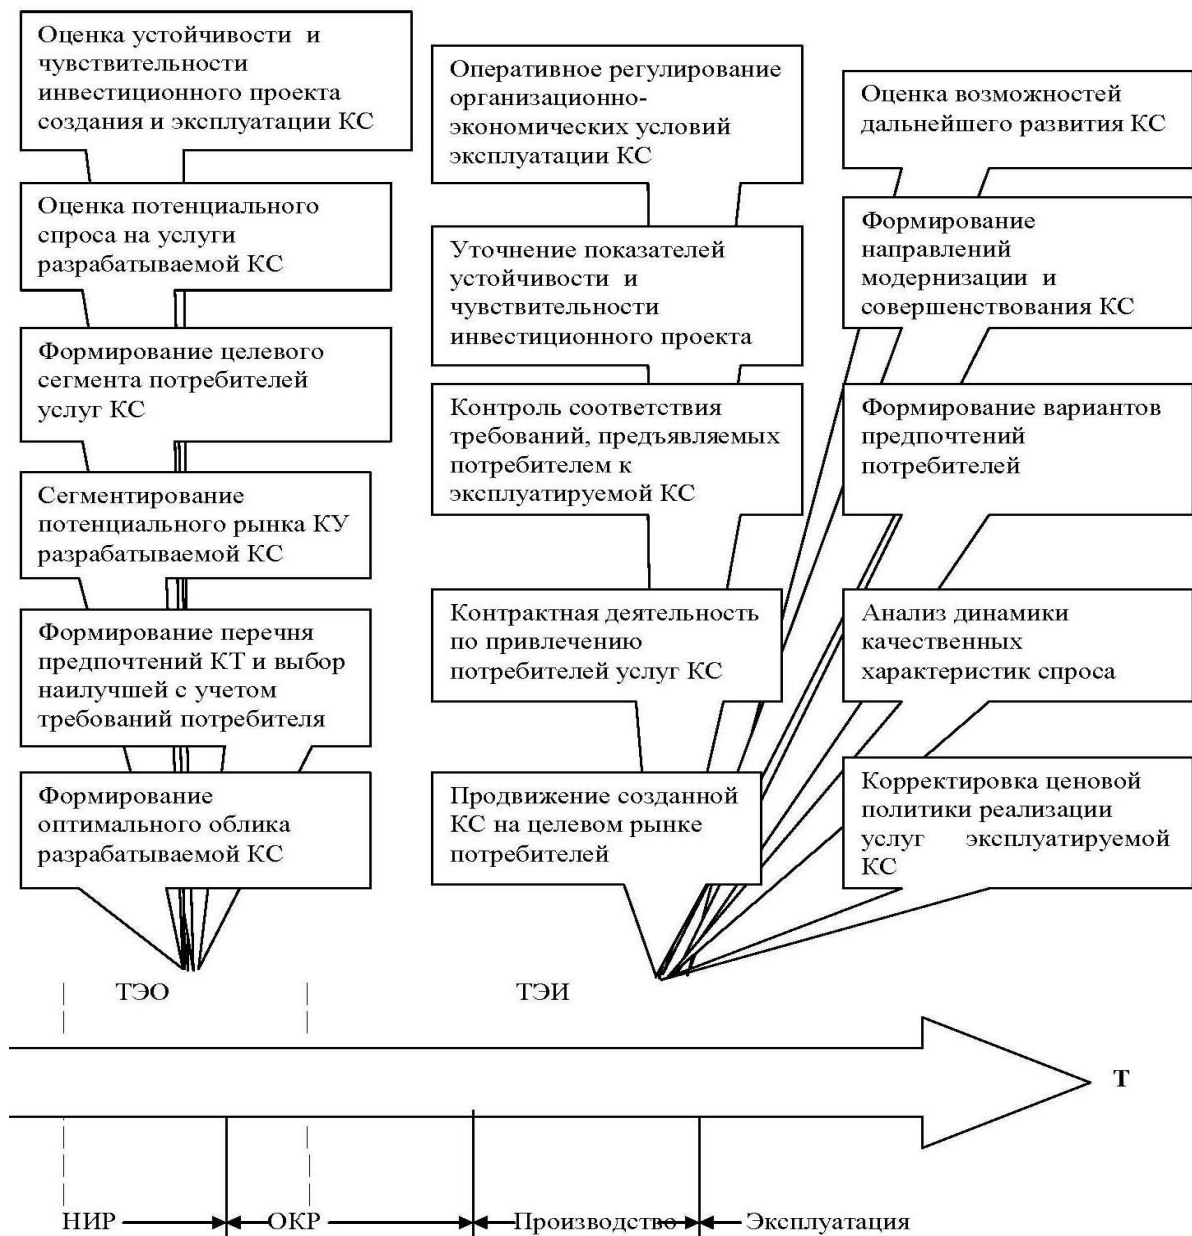 Оценка устойчивости и
чувствительности
инвестиционного проекта
создания и эксплуатации КС
Оценка потенциального
спроса на услуги
разрабатываемой КС
Формирование целевого
сегмента потребителей
услуг КС
Сегментирование
потенциального рынка КУ
разрабатываемой КС
Формирование перечня
предпочтений КТ и выбор
наилучшей с учетом
требований потребителя
Формирование
оптимального облика
разрабатываемой КС
Оперативное регулирование
организационно-
экономических условий
эксплуатации КС
Уточнение показателей
устойчивости и
чувствительности
инвестиционного проекта
Контроль соответствия
требований, предъявляемых
потребителем к
эксплуатируемой КС
Контрактная деятельность
по привлечению
потребителей услуг КС
Продвижение созданной
КС на целевом рынке
потребителей
Оценка возможностей
дальнейшего развития КС
Формирование
направлений
модернизации и
совершенствования КС
Формирование вариантов
предпочтений
потребителей
Анализ динамики
качественных
характеристик спроса
Корректировка ценовой
политики реализации
услуг эксплуатируемой
КС
ТЭО
ТЭИ
Т
НИР
ОКР
Производство
Эксплуатация